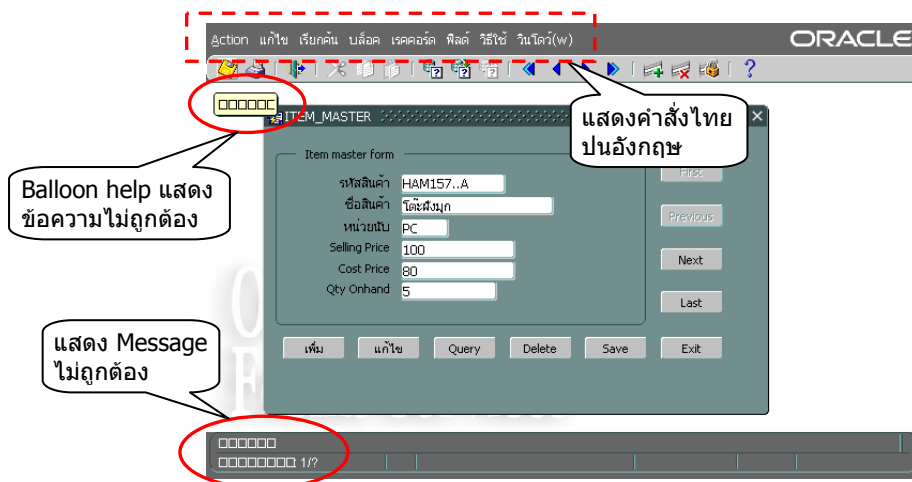 Action แก้ไข เรียกค้น บล็อค เรคคอร์ด ฟิลด์ วิธีใช้ วินโดว์(w)
ORACLE
แสดงคำสั่งไทย
ปนอังกฤษ
ITEM_MASTER
Balloon help แสดง
ข้อความไม่ถูกต้อง
Item master form
รหัสสินค้า HAM157..A
ชื่อสินค้า โต๊ะฝังมุก
หน่วยนับ PC
Selling Price 100
Cost Price 80
Qty Onhand 5
First
Previous
Next
Last
เพิ่ม แก้ไข Query Delete Save Exit
แสดง Message
ไม่ถูกต้อง
□□□□□□
□□□□□□□□: 1/?